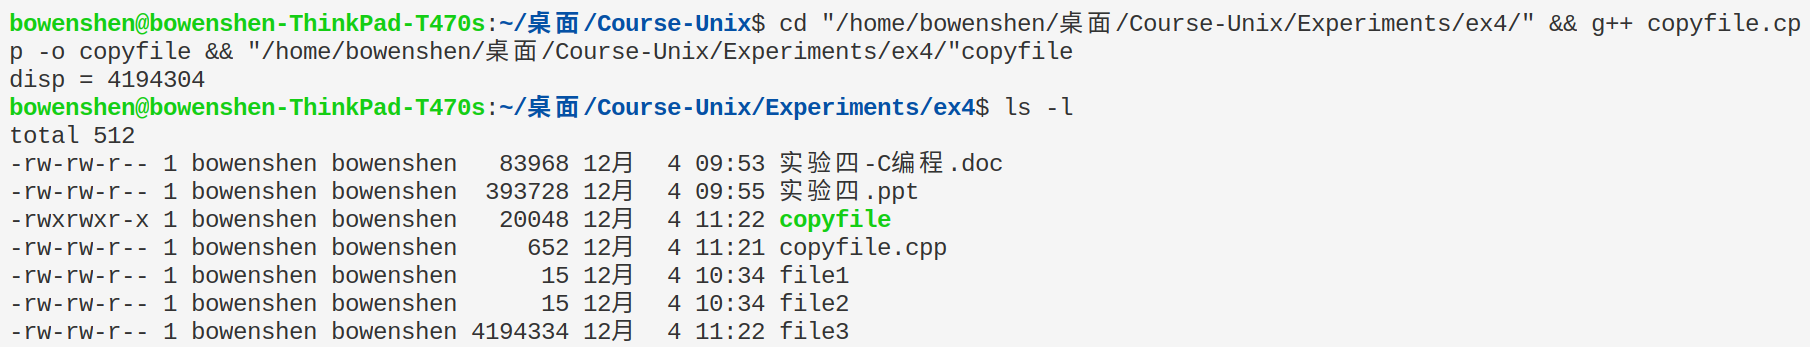 bowenshen@bowenshen-ThinkPad-T470s:~/桌面/Course-Unix$ cd "/home/bowenshen/桌面/Course-Unix/Experiments/ex4/" && g++ copyfile.cp
p -o copyfile && "/home/bowenshen/桌面/Course-Unix/Experiments/ex4/"copyfile
disp = 4194304
bowenshen@bowenshen-ThinkPad-T470s:~/桌面/Course-Unix/Experiments/ex4$ ls -l
total 512
-rw-rw-r-- 1 bowenshen bowenshen   83968 12月  4 09:53 实验四-C编程.doc
-rw-rw-r-- 1 bowenshen bowenshen  393728 12月  4 09:55 实验四.ppt
-rwxrwxr-x 1 bowenshen bowenshen   20048 12月  4 11:22 copyfile
-rw-rw-r-- 1 bowenshen bowenshen     652 12月  4 11:21 copyfile.cpp
-rw-rw-r-- 1 bowenshen bowenshen      15 12月  4 10:34 file1
-rw-rw-r-- 1 bowenshen bowenshen      15 12月  4 10:34 file2
-rw-rw-r-- 1 bowenshen bowenshen 4194334 12月  4 11:22 file3